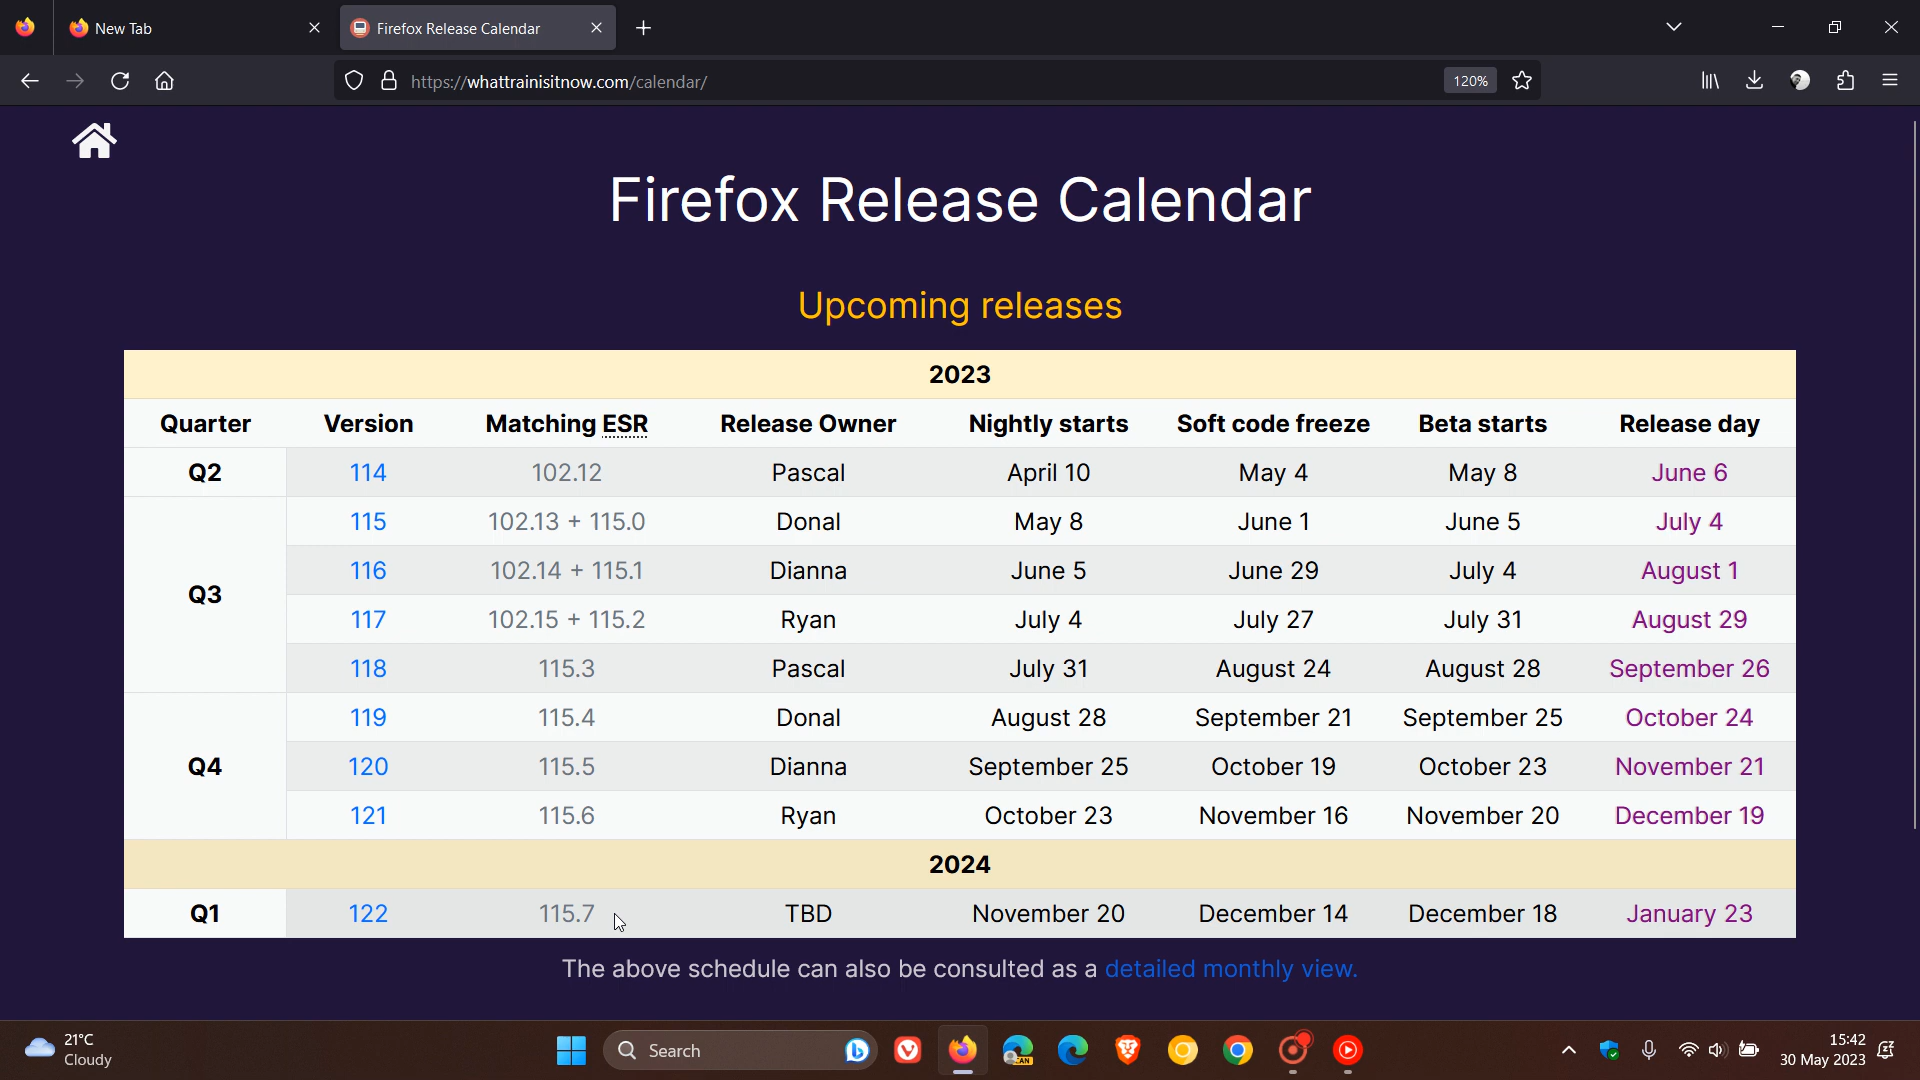 New Tab
Firefox Release Calendar
https://whattrainisitnow.com/calendar/
120%
Firefox Release Calendar
Upcoming releases
2023
Quarter Version Matching ESR Release Owner Nightly starts Soft code freeze Beta starts Release day
Q2 114 102.12 Pascal April 10 May 4 May 8 June 6
Q3 115 102.13 + 115.0 Donal May 8 June 1 June 5 July 4
116 102.14 + 115.1 Dianna June 5 June 29 July 4 August 1
117 102.15 + 115.2 Ryan July 4 July 27 July 31 August 29
118 115.3 Pascal July 31 August 24 August 28 September 26
Q4 119 115.4 Donal August 28 September 21 September 25 October 24
120 115.5 Dianna September 25 October 19 October 23 November 21
121 115.6 Ryan October 23 November 16 November 20 December 19
2024
Q1 122 115.7 TBD November 20 December 14 December 18 January 23
The above schedule can also be consulted as a detailed monthly view.
21°C
Cloudy
Search
CAN
15:42
30 May 2023